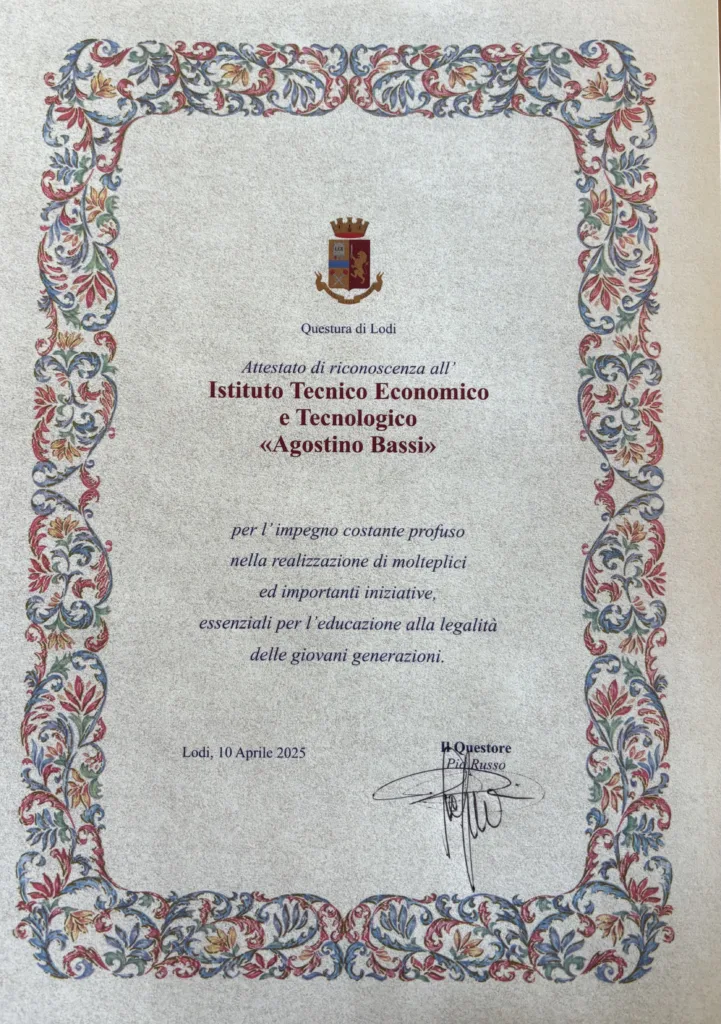 Questura di Lodi
Attestato di riconoscenza all'
Istituto Tecnico Economico
e Tecnologico
«Agostino Bassi»
per l'impegno costante profuso
nella realizzazione di molteplici
ed importanti iniziative,
essenziali per l'educazione alla legalità
delle giovani generazioni.
Lodi, 10 Aprile 2025
Il Questore
Pio Russo